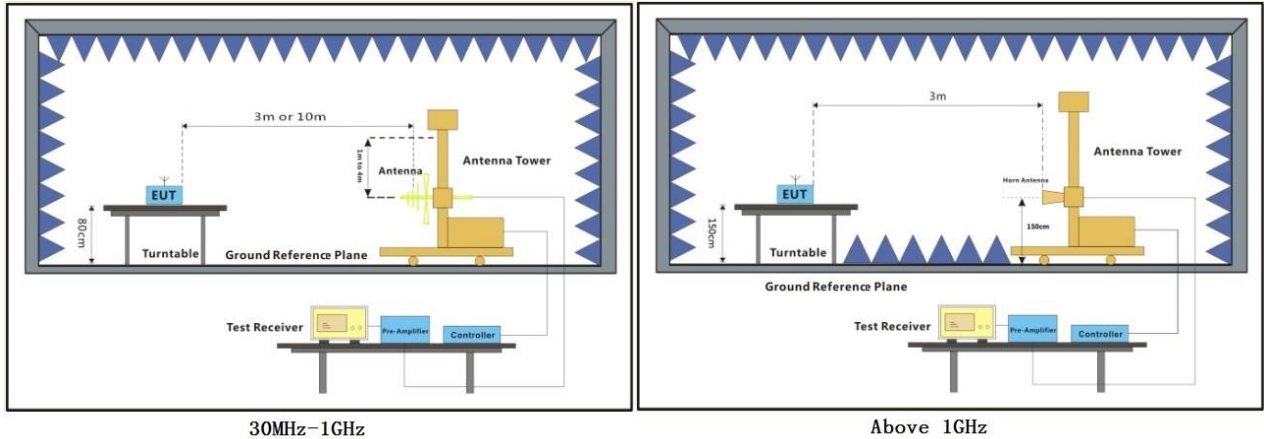 3m or 10m
1m to 4m
Antenna
Antenna Tower
EUT
80cm
Turntable
Ground Reference Plane
Test Receiver
Pre-Amplifier
Controller
30MHz-1GHz
3m
Antenna Tower
Horn Antenna
EUT
150cm
150cm
Turntable
Ground Reference Plane
Test Receiver
Pre-Amplifier
Controller
Above 1GHz